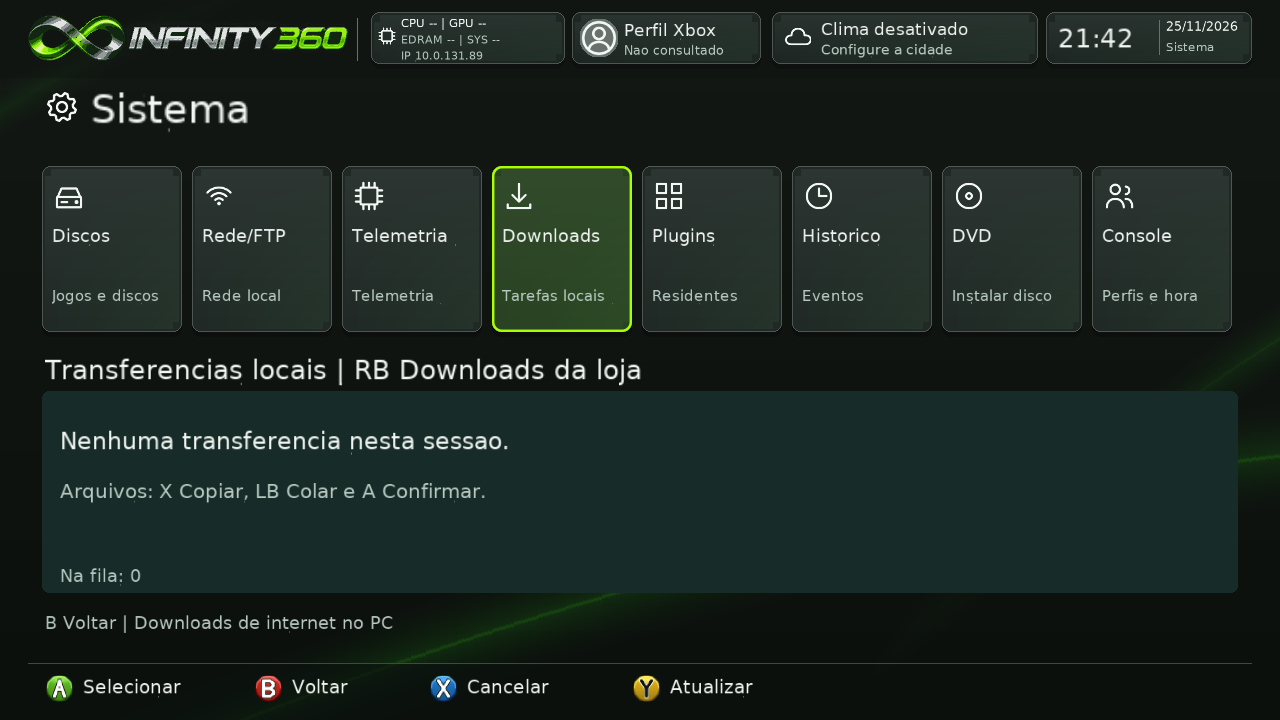 INFINITY 360
CPU -- | GPU --
EDRAM -- | SYS --
IP 10.0.131.89
Perfil Xbox
Nao consultado
Clima desativado
Configure a cidade
21:42
25/11/2026
Sistema
Sistema
Discos
Jogos e discos
Rede/FTP
Rede local
Telemetria
Telemetria
Downloads
Tarefas locais
Plugins
Residentes
Historico
Eventos
DVD
Instalar disco
Console
Perfis e hora
Transferencias locais | RB Downloads da loja
Nenhuma transferencia nesta sessao.
Arquivos: X Copiar, LB Colar e A Confirmar.
Na fila: 0
B Voltar | Downloads de internet no PC
A Selecionar
B Voltar
X Cancelar
Y Atualizar